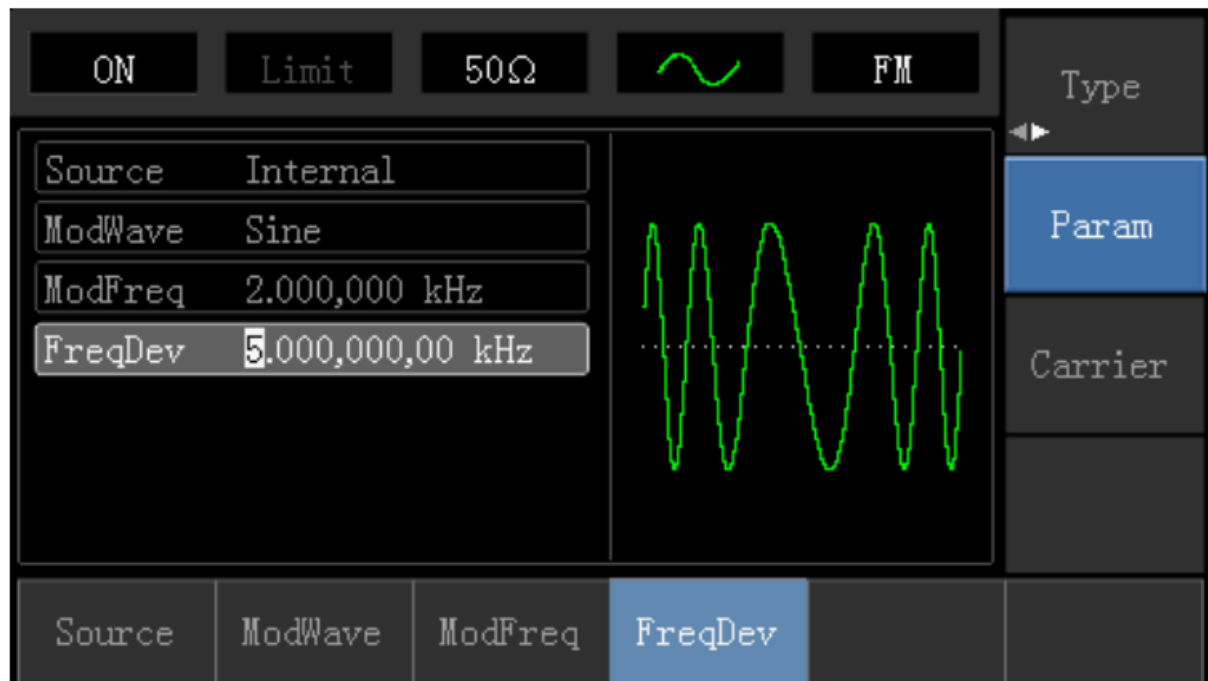 ON Limit 50Ω FM
Type
Source Internal
ModWave Sine
ModFreq 2.000,000 kHz
FreqDev 5.000,000,00 kHz
Param
Carrier
Source ModWave ModFreq FreqDev